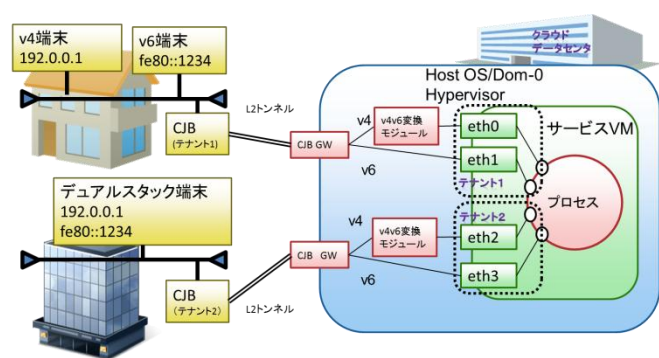 v4端末
192.0.0.1
v6端末
fe80::1234
クラウド
データセンタ
L2トンネル
CJB
(テナント1)
Host OS/Dom-0
Hypervisor
v4
v4v6変換
モジュール
CJB GW
v6
eth0
eth1
テナント1
サービスVM
プロセス
デュアルスタック端末
192.0.0.1
fe80::1234
テナント2
v4
v4v6変換
モジュール
CJB GW
v6
eth2
eth3
CJB
(テナント2)
L2トンネル